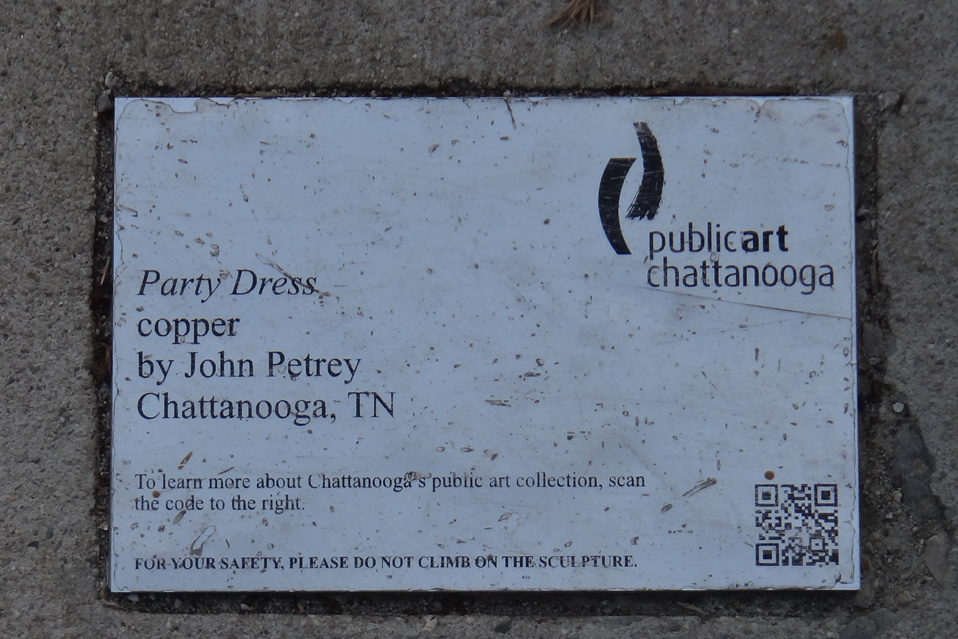 publicart
chattanooga
Party Dress
copper
by John Petrey
Chattanooga, TN
To learn more about Chattanooga's public art collection, scan
the code to the right.
FOR YOUR SAFETY, PLEASE DO NOT CLIMB ON THE SCULPTURE.